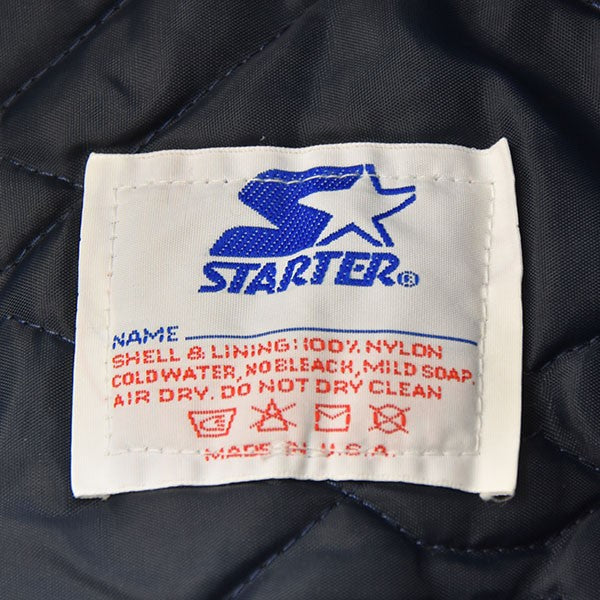 STARTER®
NAME
SHELL & LINING: 100% NYLON
COLD WATER, NO BLEACH, MILD SOAP.
AIR DRY. DO NOT DRY CLEAN
MADE IN U.S.A.